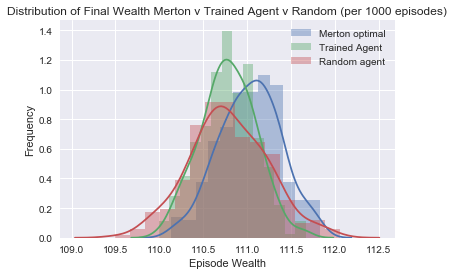 Distribution of Final Wealth Merton v Trained Agent v Random (per 1000 episodes)
Merton optimal
Trained Agent
Random agent
Frequency
1.4
1.2
1.0
0.8
0.6
0.4
0.2
0.0
109.0 109.5 110.0 110.5 111.0 111.5 112.0 112.5
Episode Wealth